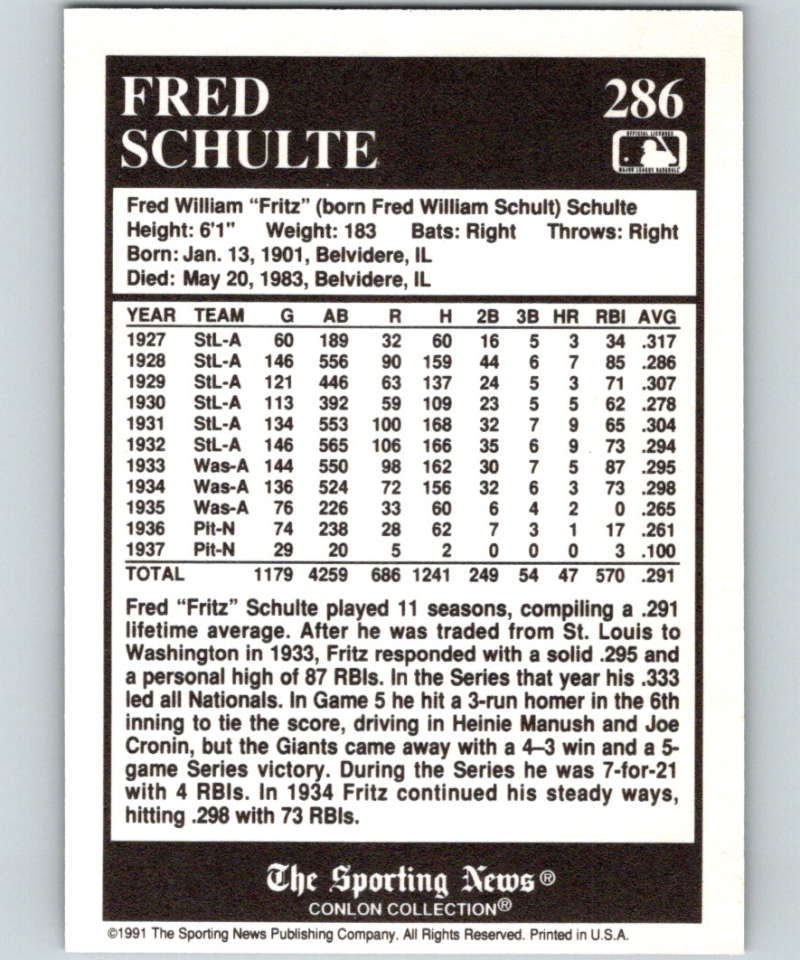 FRED
286
SCHULTE
OFFICIAL LICENSEE
MAJOR LEAGUE BASEBALL
Fred William “Fritz” (born Fred William Schult) Schulte
Height: 6'1" Weight: 183 Bats: Right Throws: Right
Born: Jan. 13, 1901, Belvidere, IL
Died: May 20, 1983, Belvidere, IL
YEAR TEAM G AB R H 2B 3B HR RBI AVG
1927 StL-A 60 189 32 60 16 5 3 34 .317
1928 StL-A 146 556 90 159 44 6 7 85 .286
1929 StL-A 121 446 63 137 24 5 3 71 .307
1930 StL-A 113 392 59 109 23 5 5 62 .278
1931 StL-A 134 553 100 168 32 7 9 65 .304
1932 StL-A 146 565 106 166 35 6 9 73 .294
1933 Was-A 144 550 98 162 30 7 5 87 .295
1934 Was-A 136 524 72 156 32 6 3 73 .298
1935 Was-A 76 226 33 60 6 4 2 0 .265
1936 Pit-N 74 238 28 62 7 3 1 17 .261
1937 Pit-N 29 20 5 2 0 0 0 3 .100
TOTAL 1179 4259 686 1241 249 54 47 570 .291
Fred “Fritz” Schulte played 11 seasons, compiling a .291
lifetime average. After he was traded from St. Louis to
Washington in 1933, Fritz responded with a solid .295 and
a personal high of 87 RBIs. In the Series that year his .333
led all Nationals. In Game 5 he hit a 3-run homer in the 6th
inning to tie the score, driving in Heinie Manush and Joe
Cronin, but the Giants came away with a 4–3 win and a 5-
game Series victory. During the Series he was 7-for-21
with 4 RBIs. In 1934 Fritz continued his steady ways,
hitting .298 with 73 RBIs.
The Sporting News®
CONLON COLLECTION®
©1991 The Sporting News Publishing Company. All Rights Reserved. Printed in U.S.A.